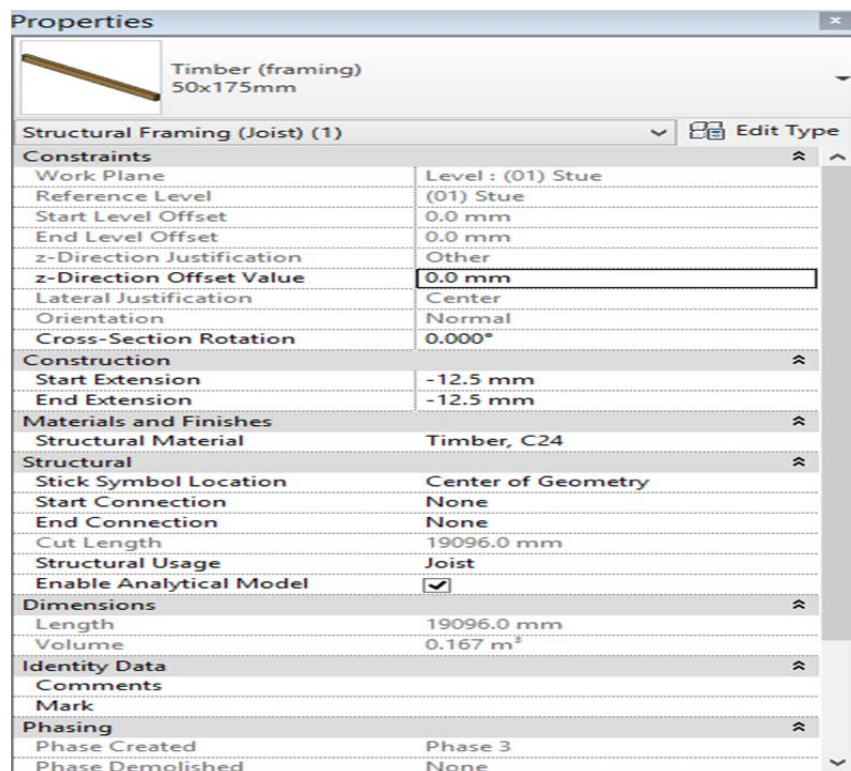 Properties
Timber (framing)
50x175mm
Structural Framing (Joist) (1) Edit Type
Constraints
Work Plane Level : (01) Stue
Reference Level (01) Stue
Start Level Offset 0.0 mm
End Level Offset 0.0 mm
z-Direction Justification Other
z-Direction Offset Value 0.0 mm
Lateral Justification Center
Orientation Normal
Cross-Section Rotation 0.000°
Construction
Start Extension -12.5 mm
End Extension -12.5 mm
Materials and Finishes
Structural Material Timber, C24
Structural
Stick Symbol Location Center of Geometry
Start Connection None
End Connection None
Cut Length 19096.0 mm
Structural Usage Joist
Enable Analytical Model
Dimensions
Length 19096.0 mm
Volume 0.167 m³
Identity Data
Comments
Mark
Phasing
Phase Created Phase 3
Phase Demolished None